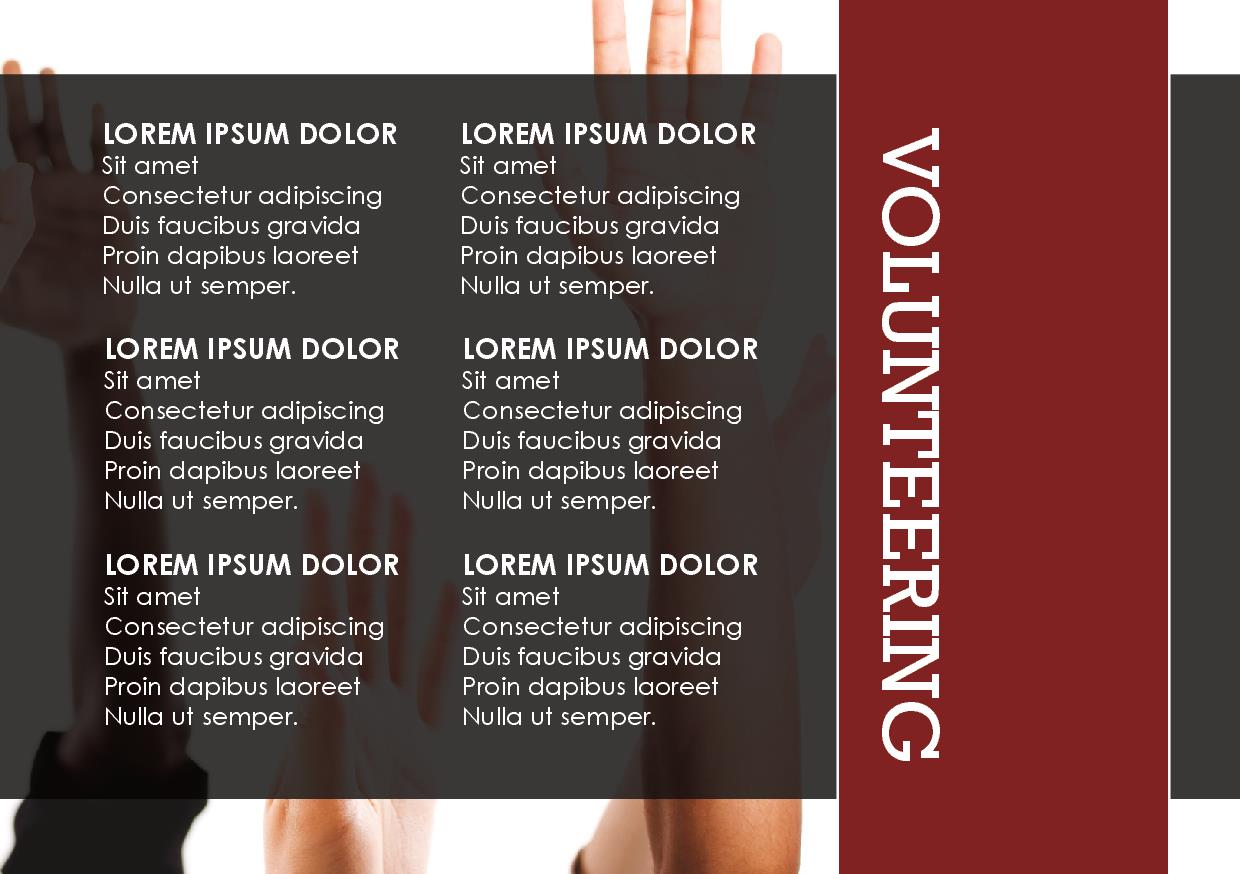 LOREM IPSUM DOLOR
Sit amet
Consectetur adipiscing
Duis faucibus gravida
Proin dapibus laoreet
Nulla ut semper.
LOREM IPSUM DOLOR
Sit amet
Consectetur adipiscing
Duis faucibus gravida
Proin dapibus laoreet
Nulla ut semper.
LOREM IPSUM DOLOR
Sit amet
Consectetur adipiscing
Duis faucibus gravida
Proin dapibus laoreet
Nulla ut semper.
LOREM IPSUM DOLOR
Sit amet
Consectetur adipiscing
Duis faucibus gravida
Proin dapibus laoreet
Nulla ut semper.
LOREM IPSUM DOLOR
Sit amet
Consectetur adipiscing
Duis faucibus gravida
Proin dapibus laoreet
Nulla ut semper.
LOREM IPSUM DOLOR
Sit amet
Consectetur adipiscing
Duis faucibus gravida
Proin dapibus laoreet
Nulla ut semper.
VOLUNTEERING